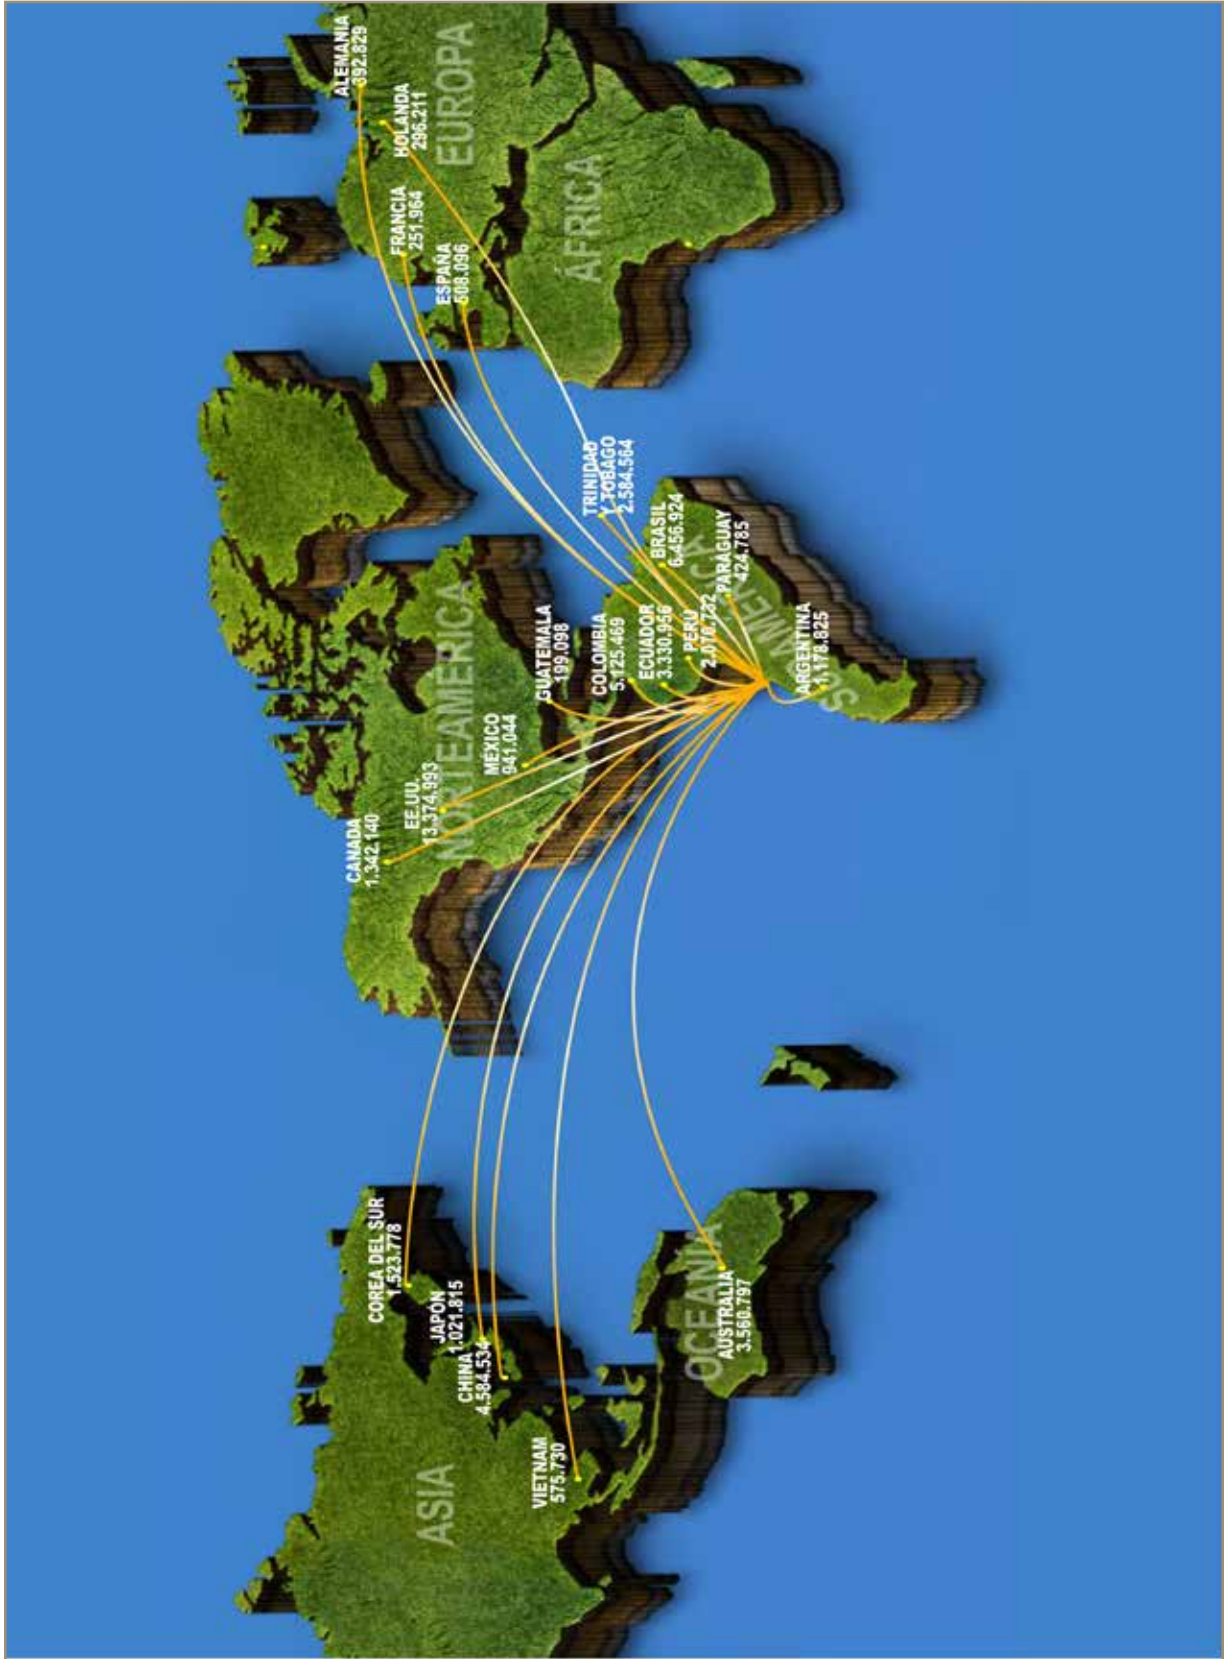 ALEMANIA
392.829
CANADA
1.342.140
COREA DEL SUR
1.523.778
FRANCIA
251.964
HOLANDA
296.211
EE.UU.
13.374.993
ASIA
JAPÓN
1.021.815
ESPAÑA
508.096
EUROPA
NORTEAMERICA
CHINA
4.584.534
MÉXICO
941.044
VIETNAM
575.730
GUATEMALA
199.098
ÁFRICA
TRINIDAD
Y TOBAGO
2.584.564
COLOMBIA
5.125.469
ECUADOR
3.330.956
BRASIL
6.456.924
PERÚ
2.070.732
OCEANÍA
PARAGUAY
424.785
AUSTRALIA
3.560.797
ARGENTINA
1.178.825